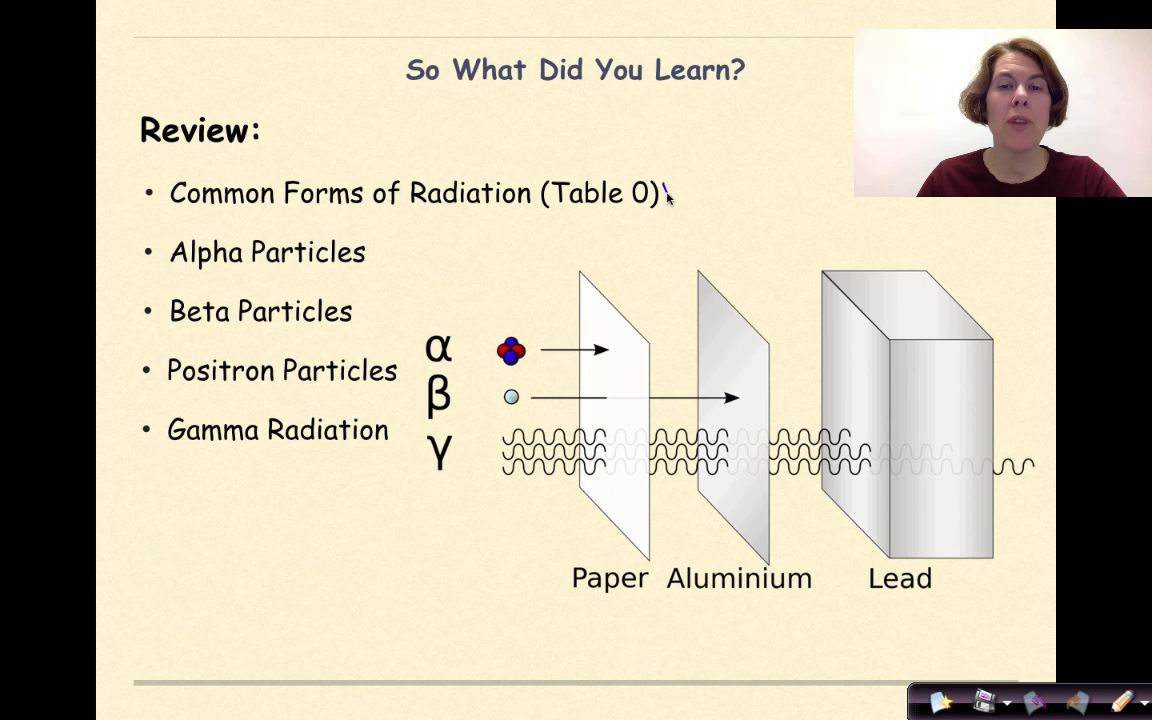 So What Did You Learn?
Review:
• Common Forms of Radiation (Table O)
• Alpha Particles
• Beta Particles
• Positron Particles
• Gamma Radiation
α
β
γ
Paper Aluminium Lead